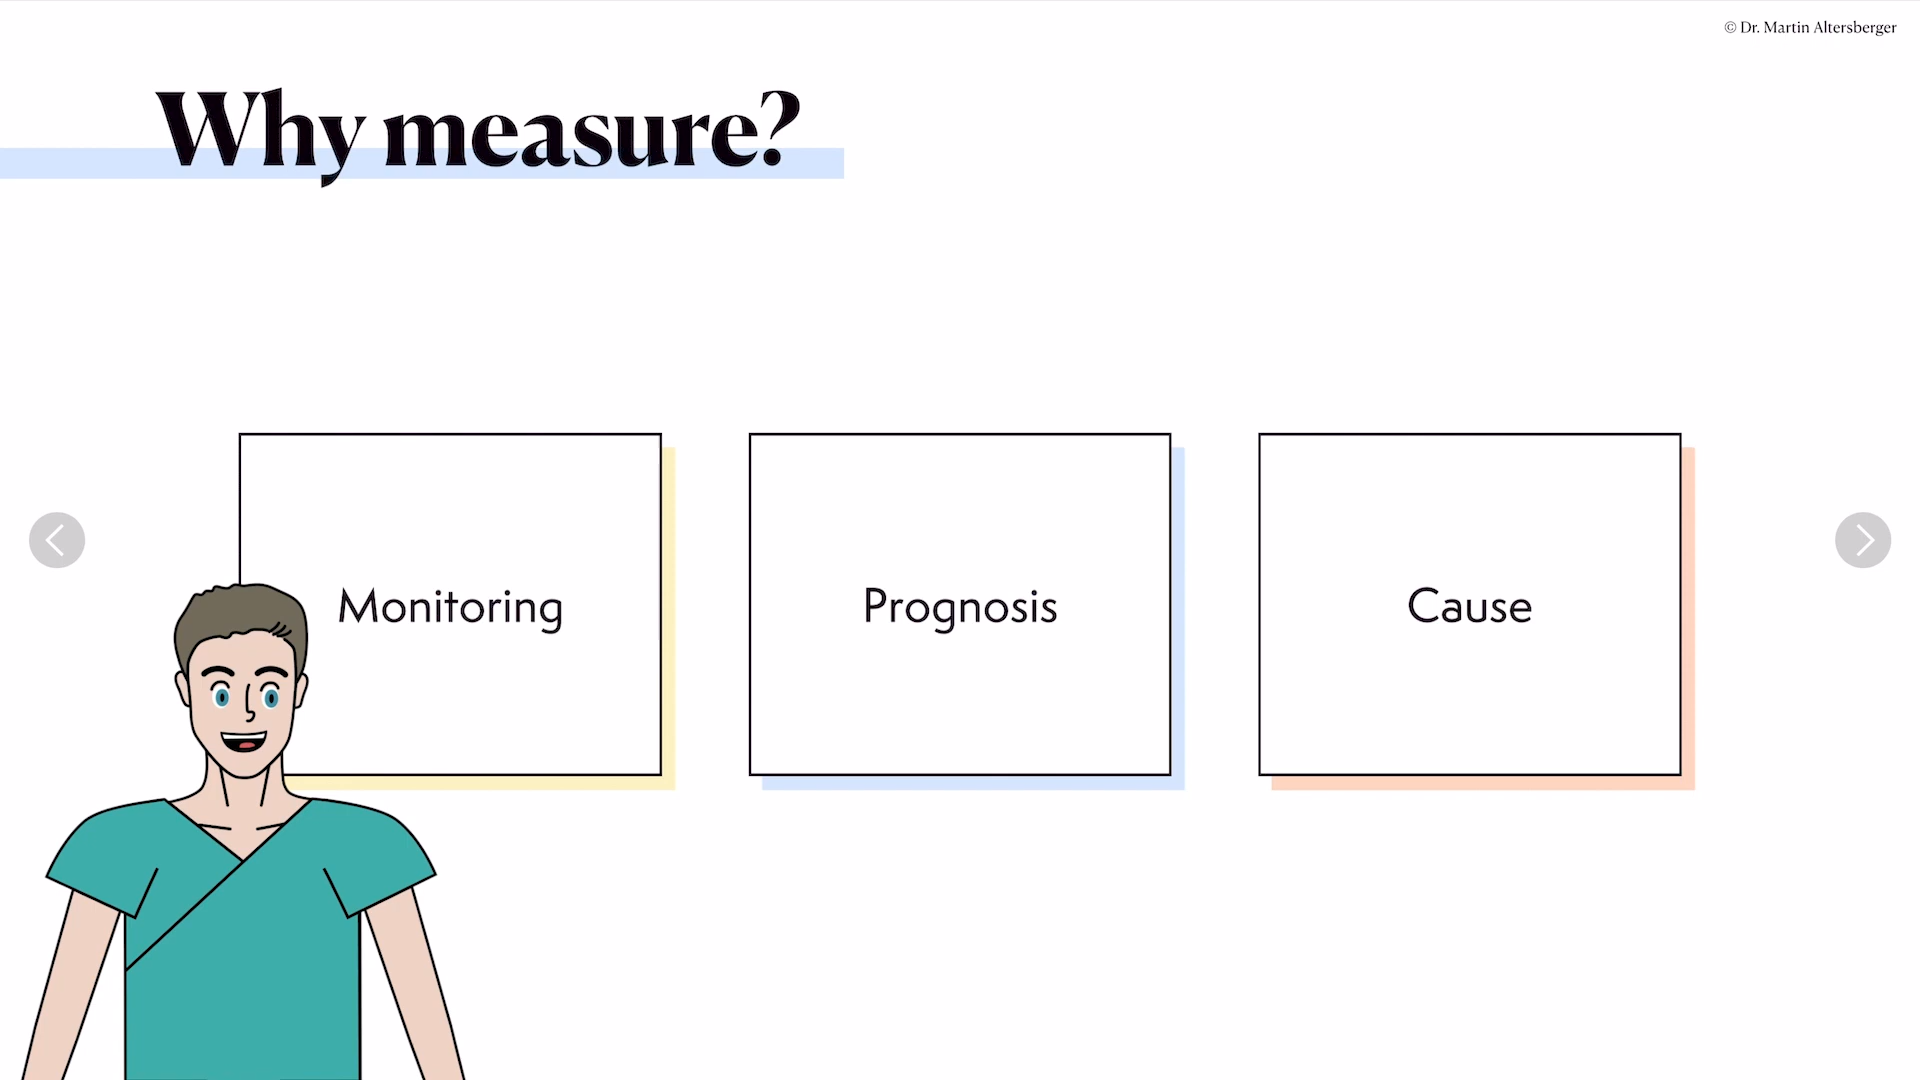 © Dr. Martin Altersberger
Why measure?
Monitoring
Prognosis
Cause